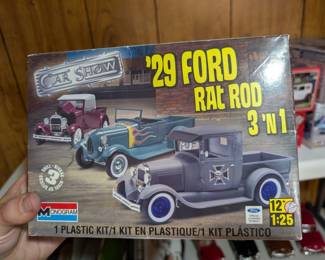 CAR SHOW
'29 FORD
RAT ROD
3 'N 1
MONOGRAM
Ford
12
1:25
1 PLASTIC KIT/1 KIT EN PLASTIQUE/1 KIT PLÁSTICO